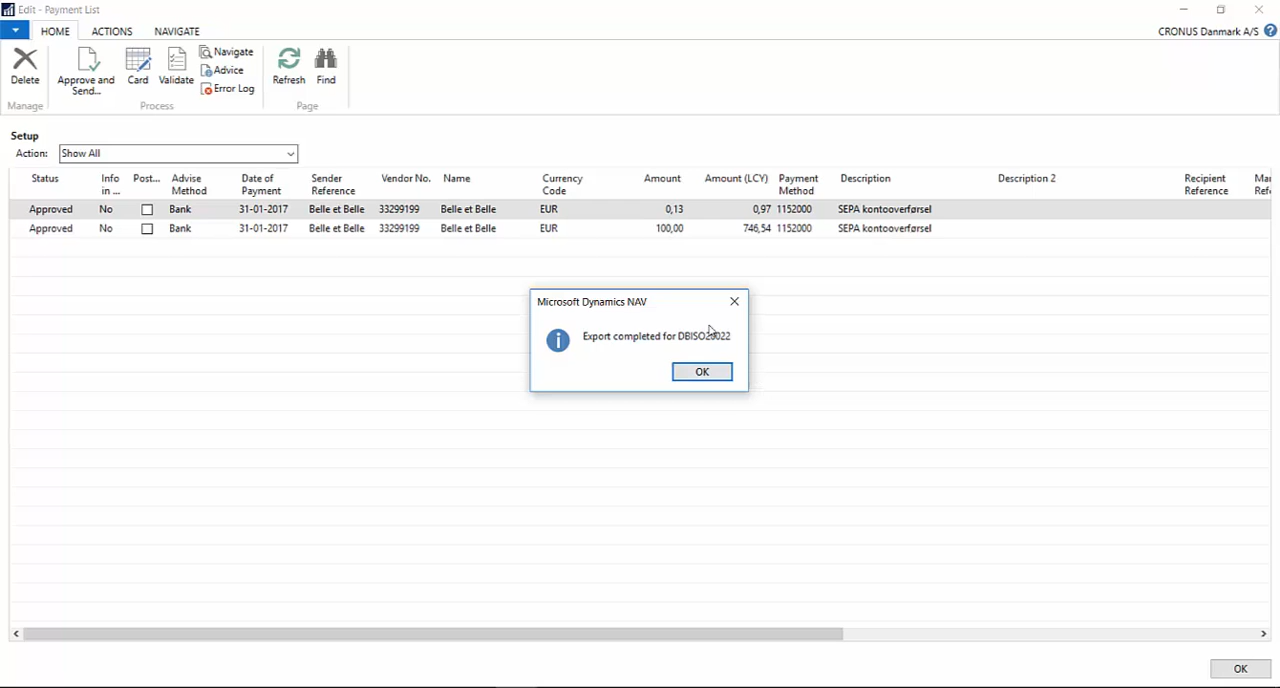 Edit - Payment List
HOME ACTIONS NAVIGATE
CRONUS Danmark A/S
Delete
Approve and Send...
Card
Validate
Navigate
Advice
Error Log
Refresh
Find
Manage
Process
Page
Setup
Action: Show All
Status Info in ... Post... Advise Method Date of Payment Sender Reference Vendor No. Name Currency Code Amount Amount (LCY) Payment Method Description Description 2 Recipient Reference
Approved No Bank 31-01-2017 Belle et Belle 33299199 Belle et Belle EUR 0,13 0,97 1152000 SEPA kontooverførsel
Approved No Bank 31-01-2017 Belle et Belle 33299199 Belle et Belle EUR 100,00 746,54 1152000 SEPA kontooverførsel
Microsoft Dynamics NAV
Export completed for DBISO20022
OK
OK